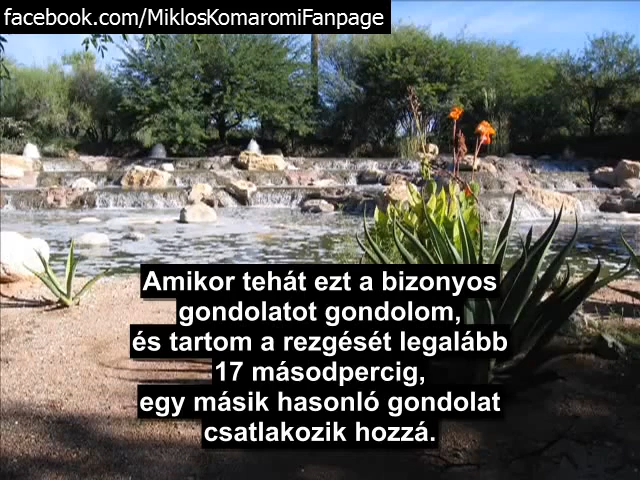 facebook.com/MiklosKomaromiFanpage
Amikor tehát ezt a bizonyos
gondolatot gondolom,
és tartom a rezgését legalább
17 másodpercig,
egy másik hasonló gondolat
csatlakozik hozzá.